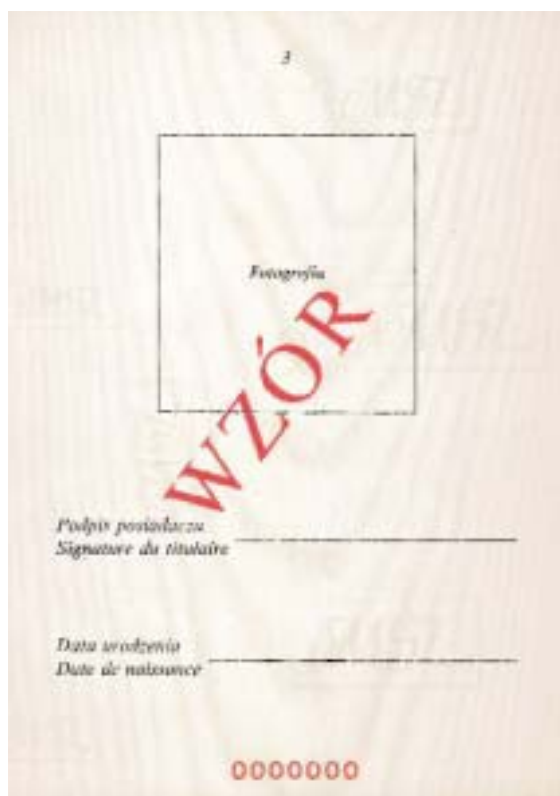 3
Fotografia
WZÓR
Podpis posiadacza
Signature du titulaire
Data urodzenia
Date de naissance
0000000